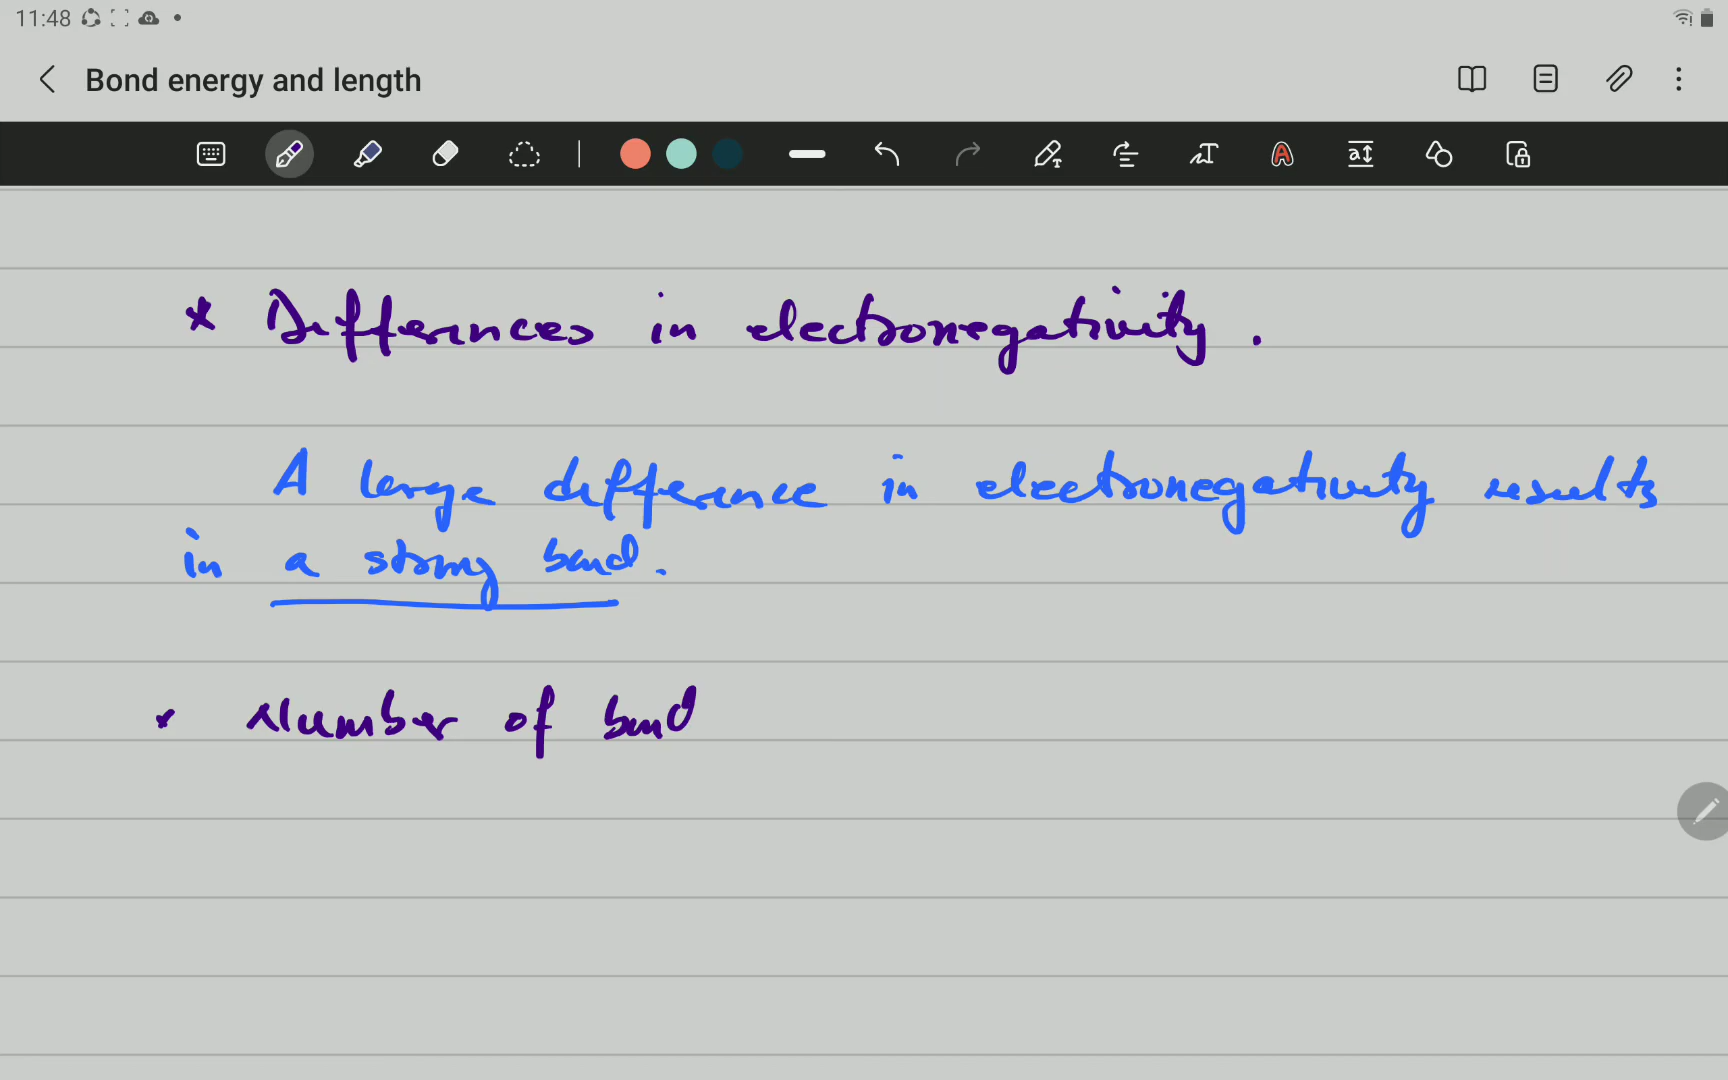 11:48
Bond energy and length
* Differences in electronegativity.
A large difference in electronegativity results
in a strong bond.
* Number of bond